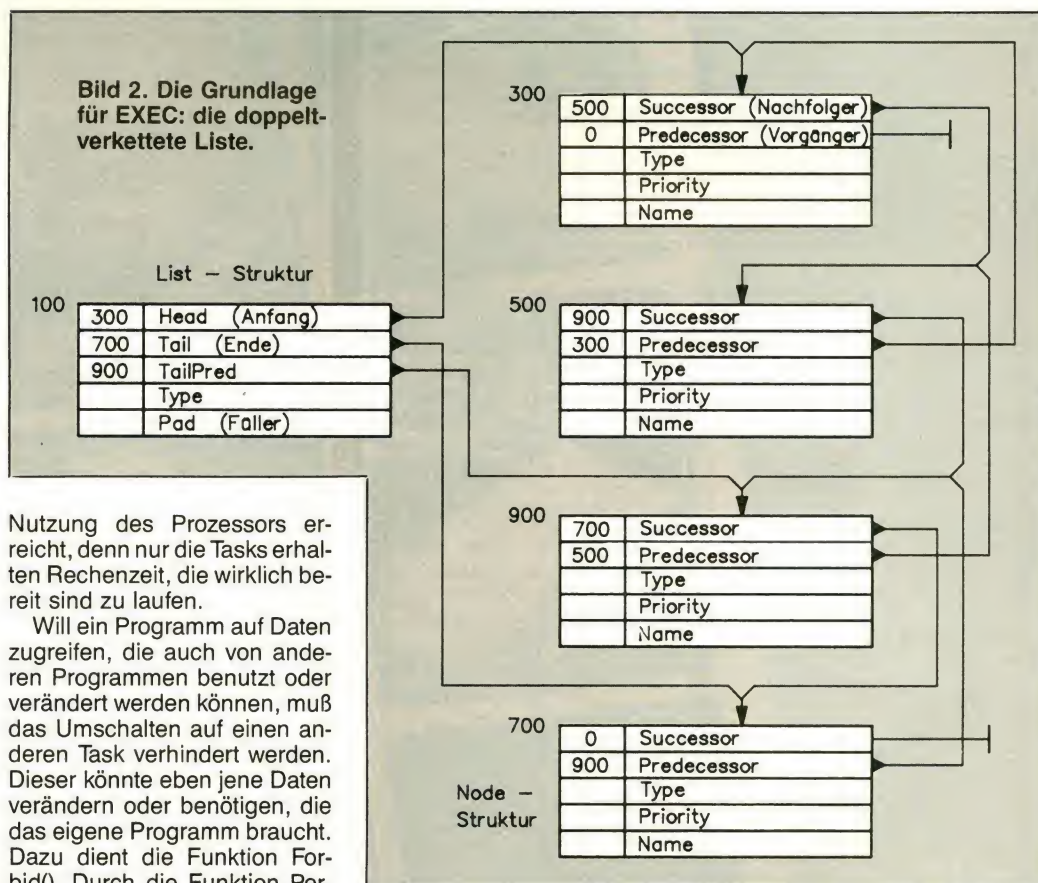 Bild 2. Die Grundlage
für EXEC: die doppelt-
verkettete Liste.
List – Struktur
100
300 Head (Anfang)
700 Tail (Ende)
900 TailPred
Type
Pad (Füller)
300
500 Successor (Nachfolger)
0 Predecessor (Vorgänger)
Type
Priority
Name
500
900 Successor
300 Predecessor
Type
Priority
Name
900
700 Successor
500 Predecessor
Type
Priority
Name
700
0 Successor
900 Predecessor
Type
Priority
Name
Node –
Struktur
Nutzung des Prozessors er-
reicht, denn nur die Tasks erhal-
ten Rechenzeit, die wirklich be-
reit sind zu laufen.
Will ein Programm auf Daten
zugreifen, die auch von ande-
ren Programmen benutzt oder
verändert werden können, muß
das Umschalten auf einen an-
deren Task verhindert werden.
Dieser könnte eben jene Daten
verändern oder benötigen, die
das eigene Programm braucht.
Dazu dient die Funktion For-
bid(). Durch die Funktion Per-